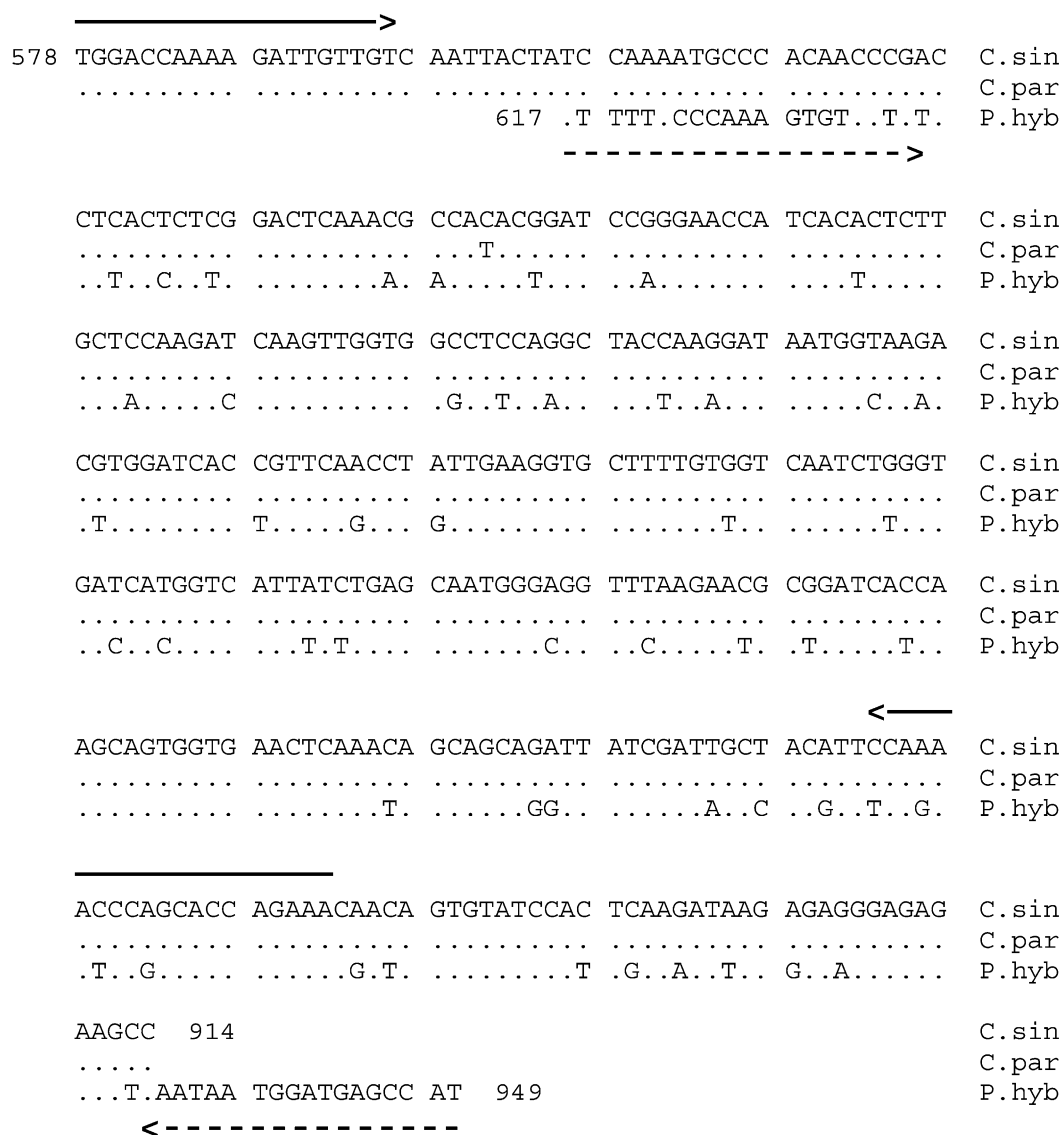 578 TGGACCAAAA GATTGTTGTC AATTACTATC CAAAATGCCC ACAACCCGAC C.sin
.......... .......... .......... .......... .......... C.par
617 .T TTT.CCCAAA GTGT..T.T. P.hyb
CTCACTCTCG GACTCAAACG CCACACGGAT CCGGGAACCA TCACACTCTT C.sin
.......... .......... ...T...... .......... .......... C.par
..T..C..T. ........A. A.....T... ..A....... ....T..... P.hyb
GCTCCAAGAT CAAGTTGGTG GCCTCCAGGC TACCAAGGAT AATGGTAAGA C.sin
.......... .......... .......... .......... .......... C.par
...A.....C .......... .G..T..A.. ...T..A... .....C..A. P.hyb
CGTGGATCAC CGTTCAACCT ATTGAAGGTG CTTTTGTGGT CAATCTGGGT C.sin
.......... .......... .......... .......... .......... C.par
.T........ T.....G... G......... .......T.. ......T... P.hyb
GATCATGGTC ATTATCTGAG CAATGGGAGG TTTAAGAACG CGGATCACCA C.sin
.......... .......... .......... .......... .......... C.par
..C..C.... ...T.T.... .......C.. ..C.....T. .T.....T.. P.hyb
AGCAGTGGTG AACTCAAACA GCAGCAGATT ATCGATTGCT ACATTCCAAA C.sin
.......... .......... .......... .......... .......... C.par
.......... ........T. ......GG.. ......A..C ..G..T..G. P.hyb
ACCCAGCACC AGAAACAACA GTGTATCCAC TCAAGATAAG AGAGGGAGAG C.sin
.......... .......... .......... .......... .......... C.par
.T..G..... ......G.T. .........T .G..A..T.. G..A...... P.hyb
AAGCC 914 C.sin
..... C.par
...T.AATAA TGGATGAGCC AT 949 P.hyb